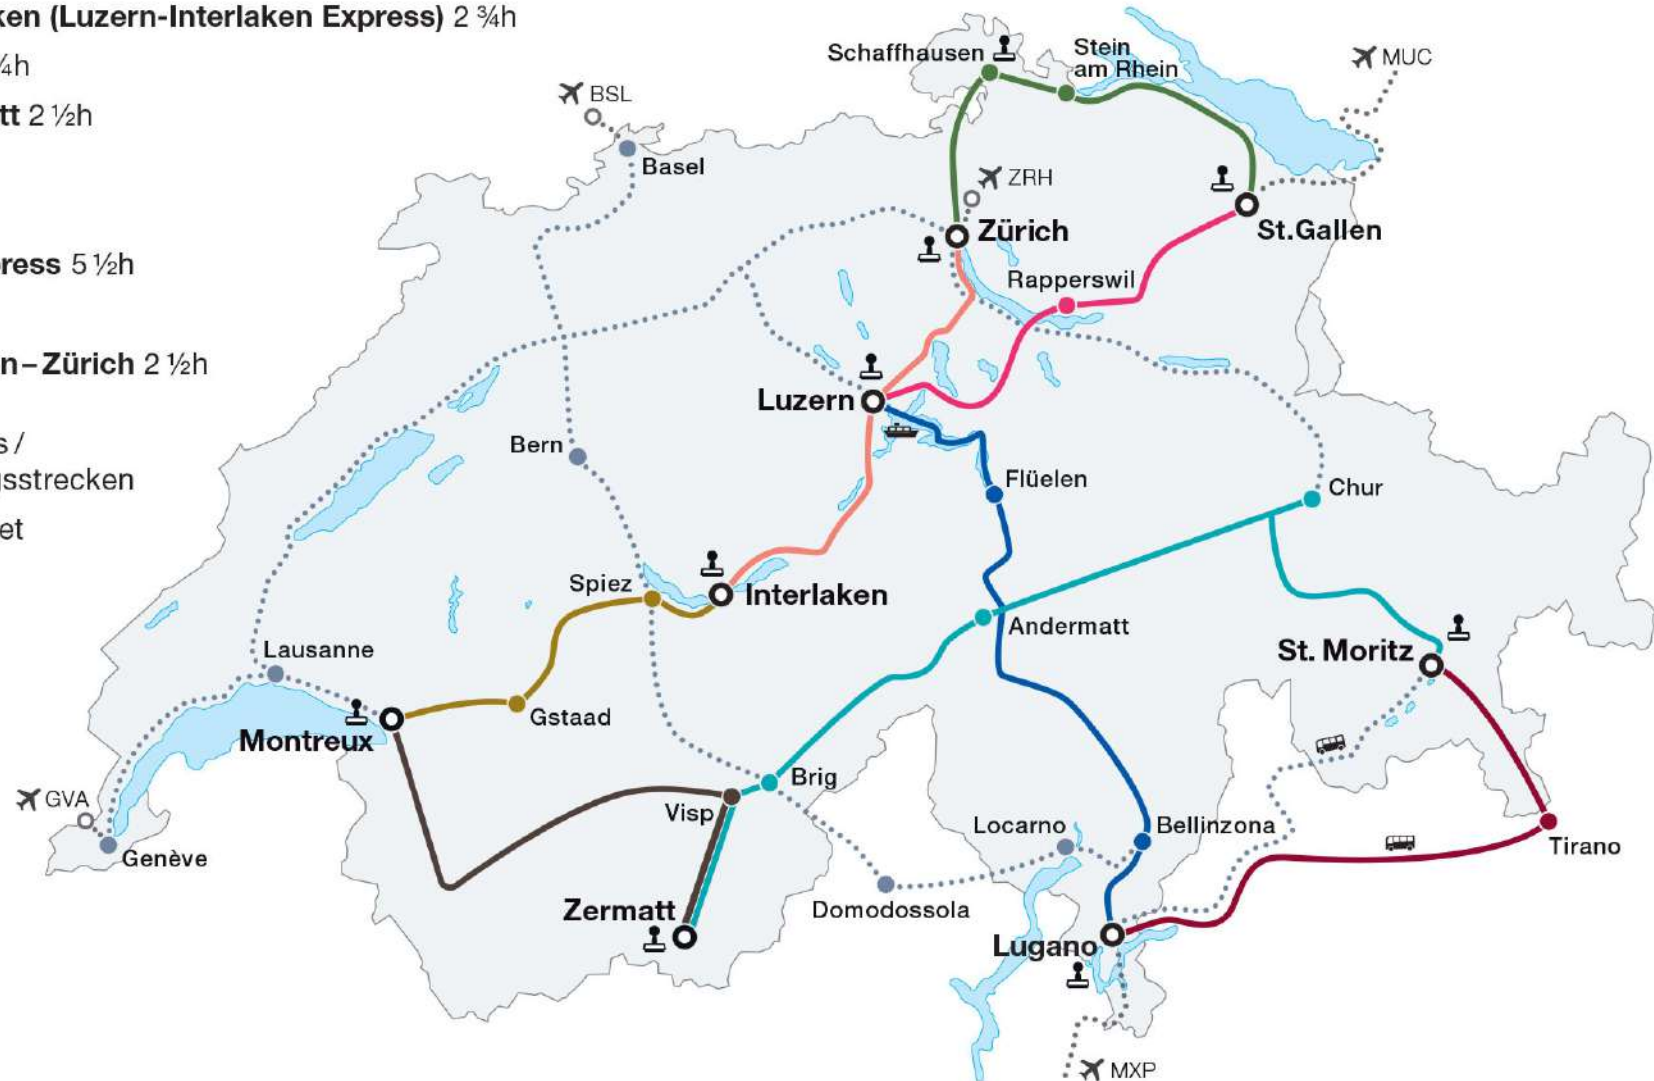 ken (Luzern-Interlaken Express) 2 ¾h
¼h
tt 2 ½h
ress 5 ½h
n–Zürich 2 ½h
s /
gsstrecken
et
Schaffhausen
Stein
am Rhein
MUC
BSL
Basel
ZRH
Zürich
St.Gallen
Rapperswil
Luzern
Bern
Flüelen
Chur
Spiez
Interlaken
Andermatt
St. Moritz
Lausanne
Gstaad
Montreux
Brig
Visp
GVA
Genève
Locarno
Bellinzona
Tirano
Domodossola
Zermatt
Lugano
MXP